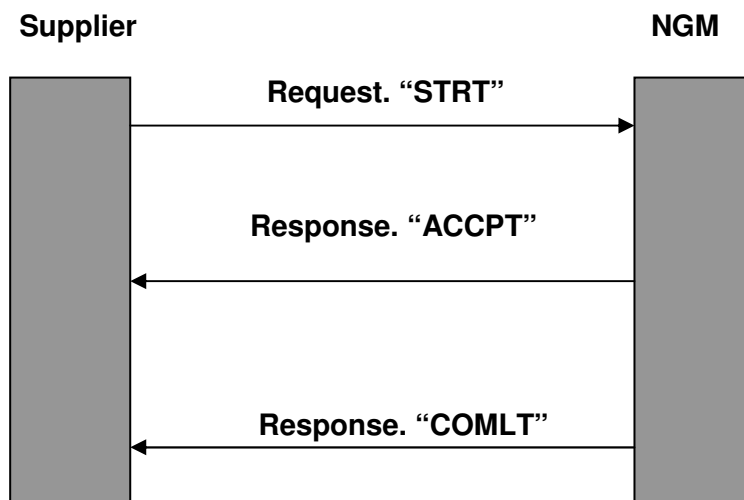 Supplier NGM
Request. “STRT”
Response. “ACCPT”
Response. “COMLT”